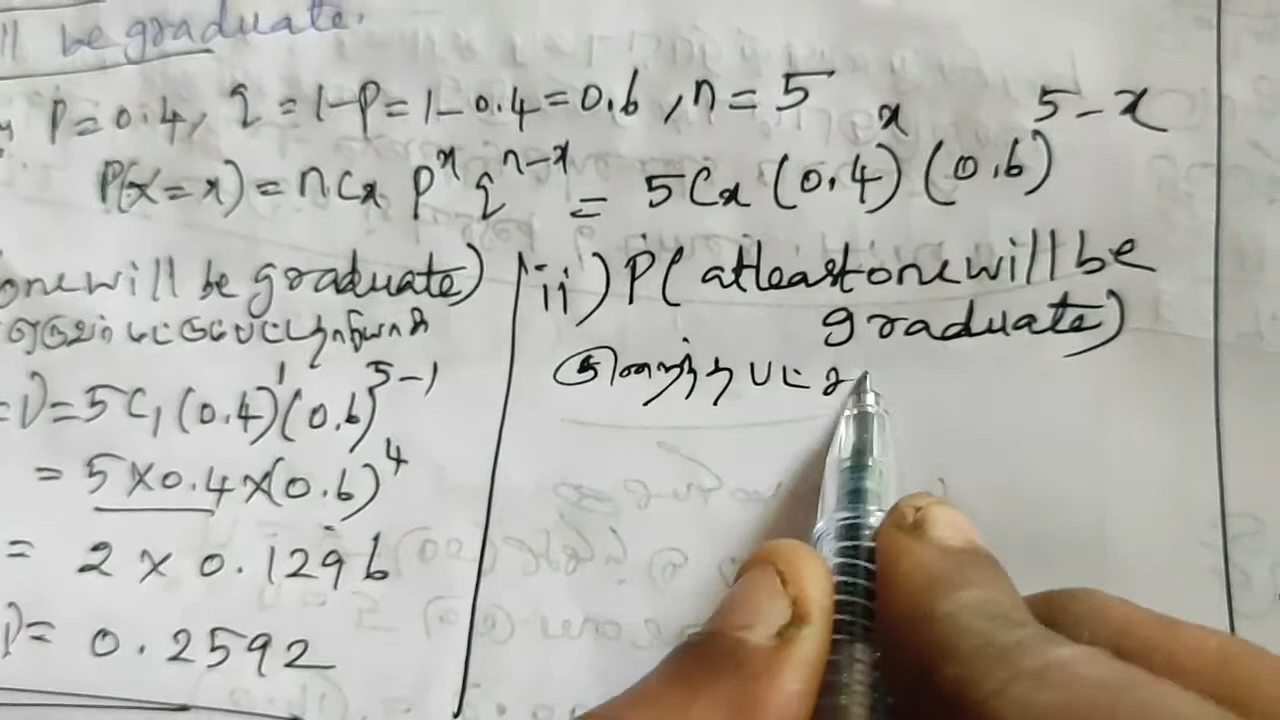 ll be graduate.
P=0.4, q=1-P=1-0.4=0.6, n=5
P(X=x)=nCx p^x q^n-x = 5Cx (0.4)^x (0.6)^5-x
one will be graduate)
=1)=5C1(0.4)^1(0.6)^5-1
= 5×0.4×(0.6)^4
= 2 × 0.1296
1)= 0.2592
ii) P(atleast one will be
graduate)